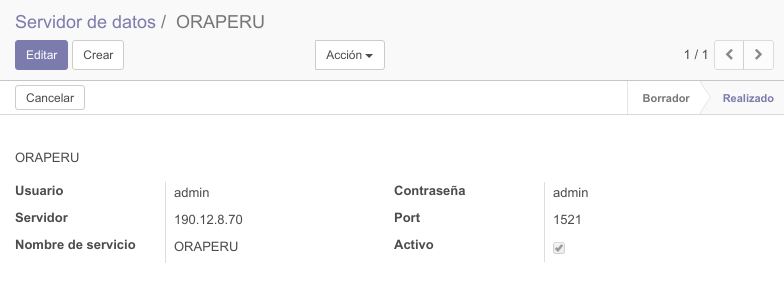 Servidor de datos / ORAPERU
Editar Crear Acción 1 / 1
Cancelar Borrador Realizado
ORAPERU
Usuario admin Contraseña admin
Servidor 190.12.8.70 Port 1521
Nombre de servicio ORAPERU Activo